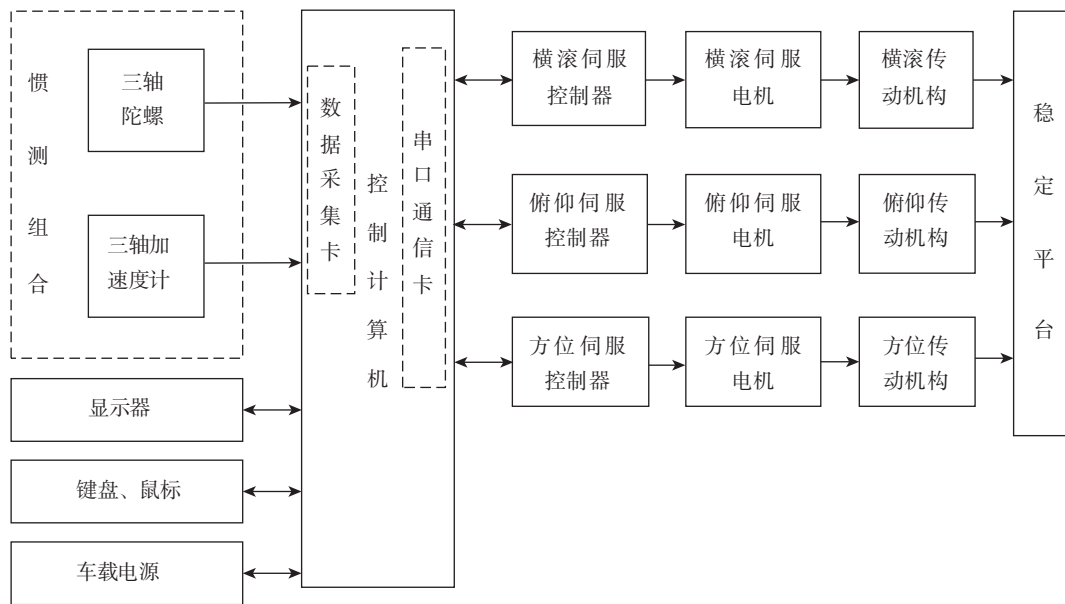 惯测组合
三轴
陀螺
三轴加
速度计
数据采集卡
控制计算机
串口通信卡
横滚伺服
控制器
横滚伺服
电机
横滚传
动机构
俯仰伺服
控制器
俯仰伺服
电机
俯仰传
动机构
方位伺服
控制器
方位伺服
电机
方位传
动机构
稳定平台
显示器
键盘、鼠标
车载电源